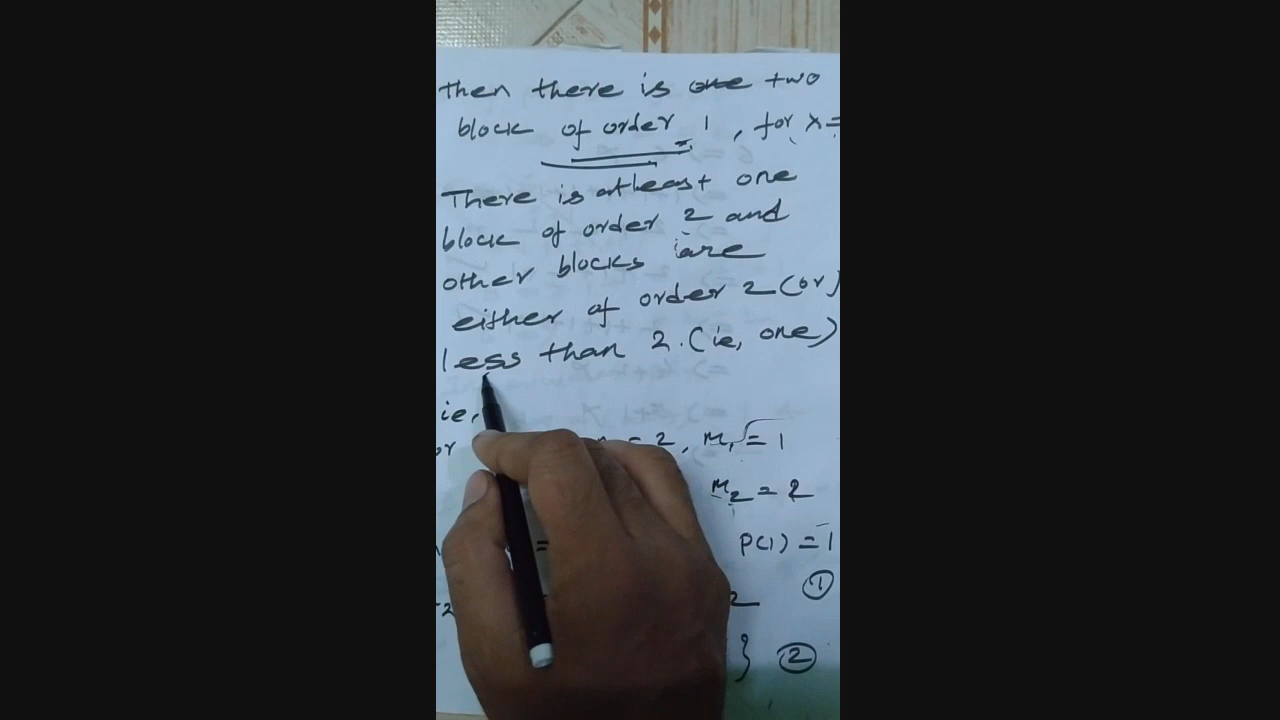 then there is one two
block of order 1, for x=
There is atleast one
block of order 2 and
other blocks are
either of order 2 (or)
less than 2. (ie, one)
ie,
or = 2, M₁ = 1
M₂ = 2
= P(1) = 1
①
2
} ②